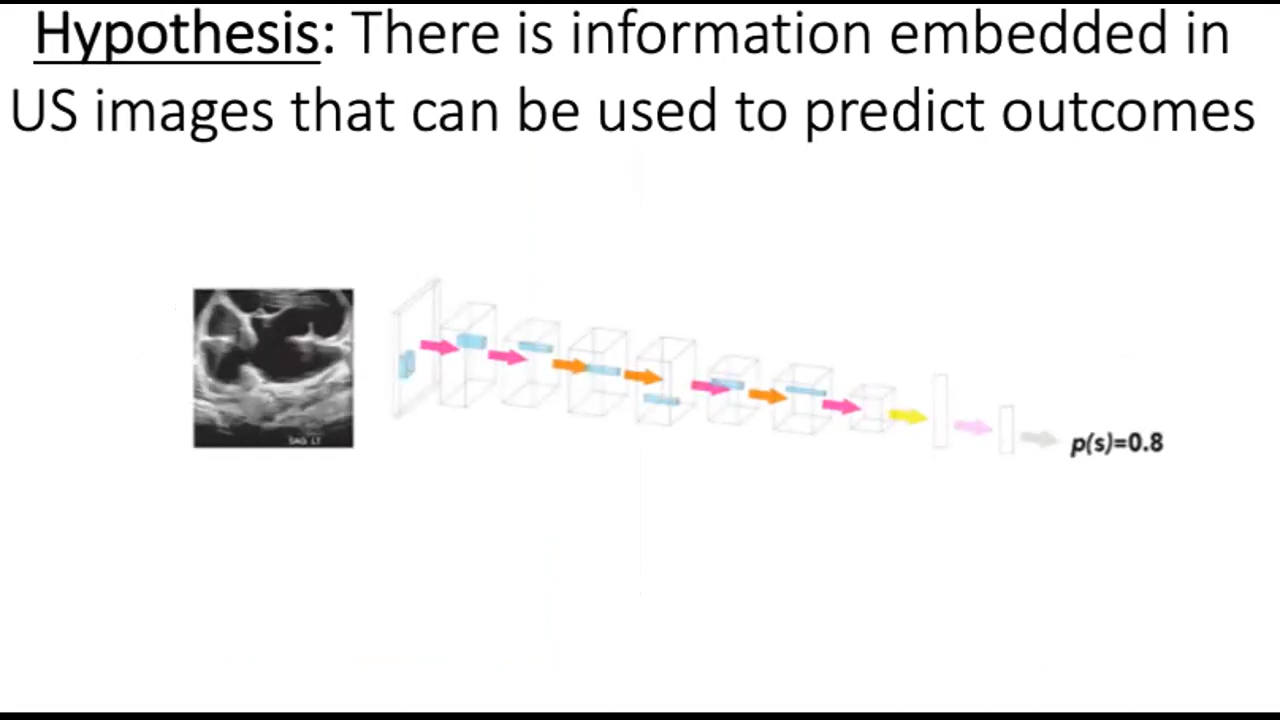 Hypothesis: There is information embedded in
US images that can be used to predict outcomes
SAG LT
p(s)=0.8